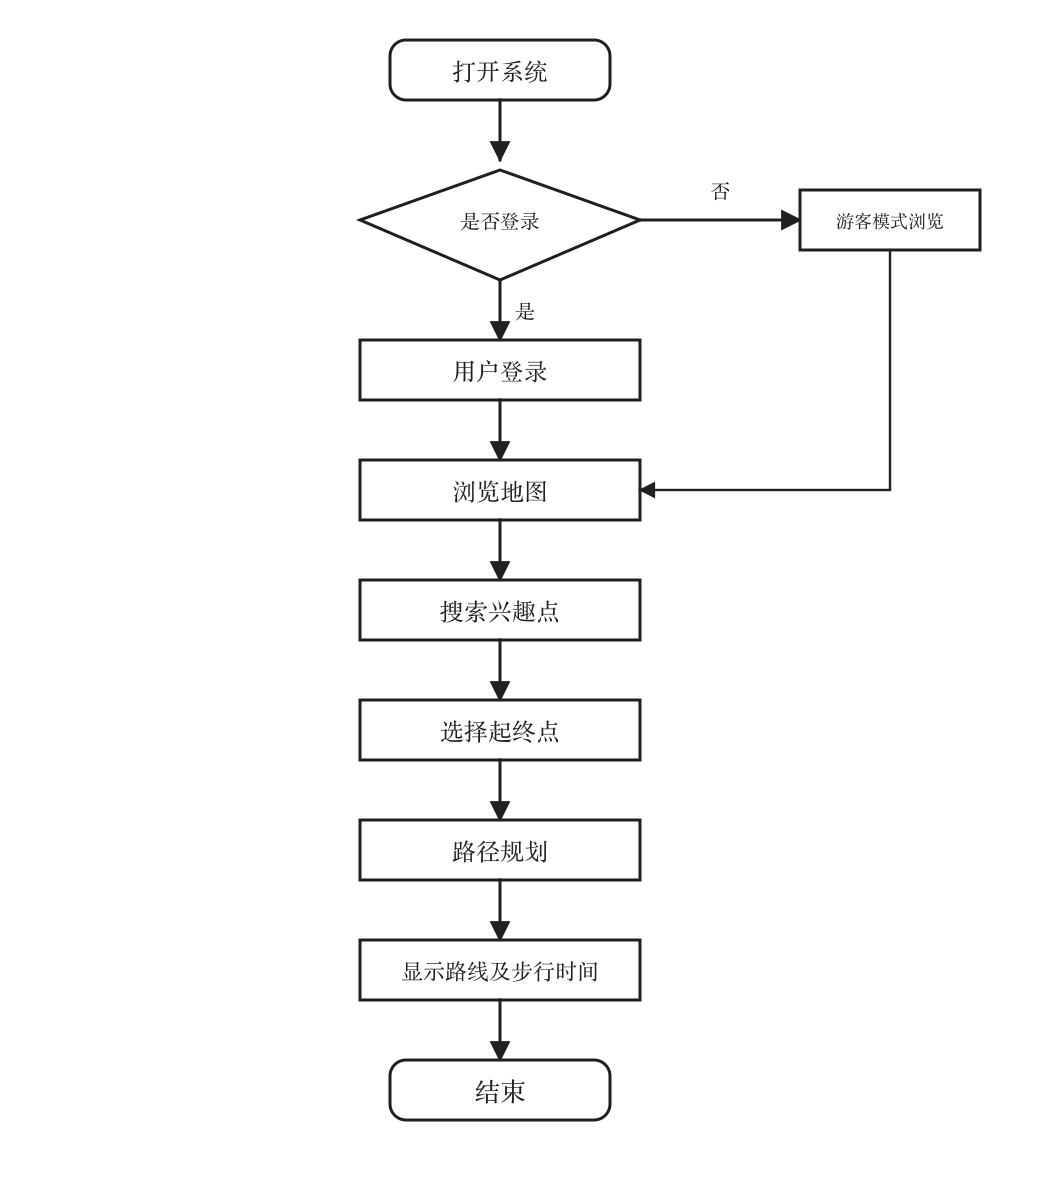 打开系统
是否登录
否
游客模式浏览
是
用户登录
浏览地图
搜索兴趣点
选择起终点
路径规划
显示路线及步行时间
结束